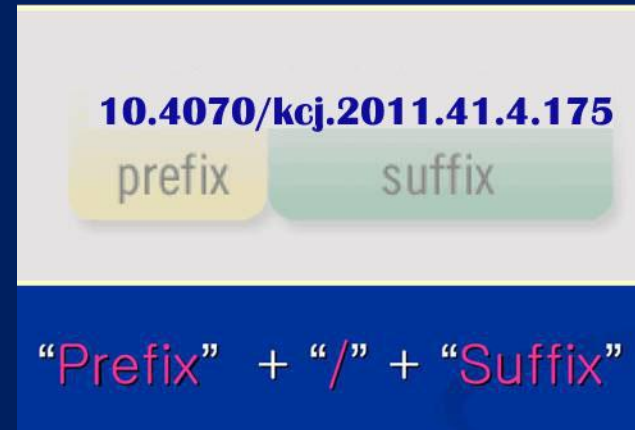 10.4070/kcj.2011.41.4.175
prefix suffix
“Prefix” + “/” + “Suffix”